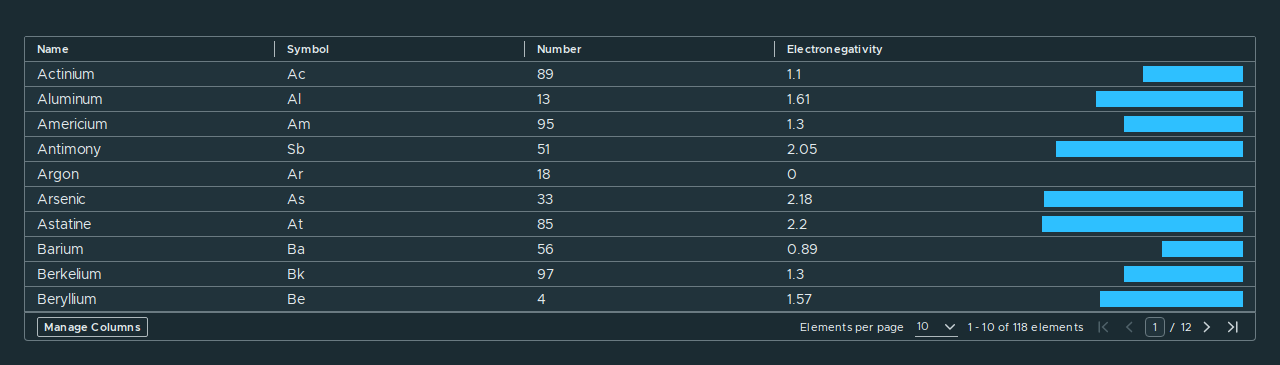 Name Symbol Number Electronegativity
Actinium Ac 89 1.1
Aluminum Al 13 1.61
Americium Am 95 1.3
Antimony Sb 51 2.05
Argon Ar 18 0
Arsenic As 33 2.18
Astatine At 85 2.2
Barium Ba 56 0.89
Berkelium Bk 97 1.3
Beryllium Be 4 1.57
Manage Columns Elements per page 10 1 - 10 of 118 elements 1 / 12